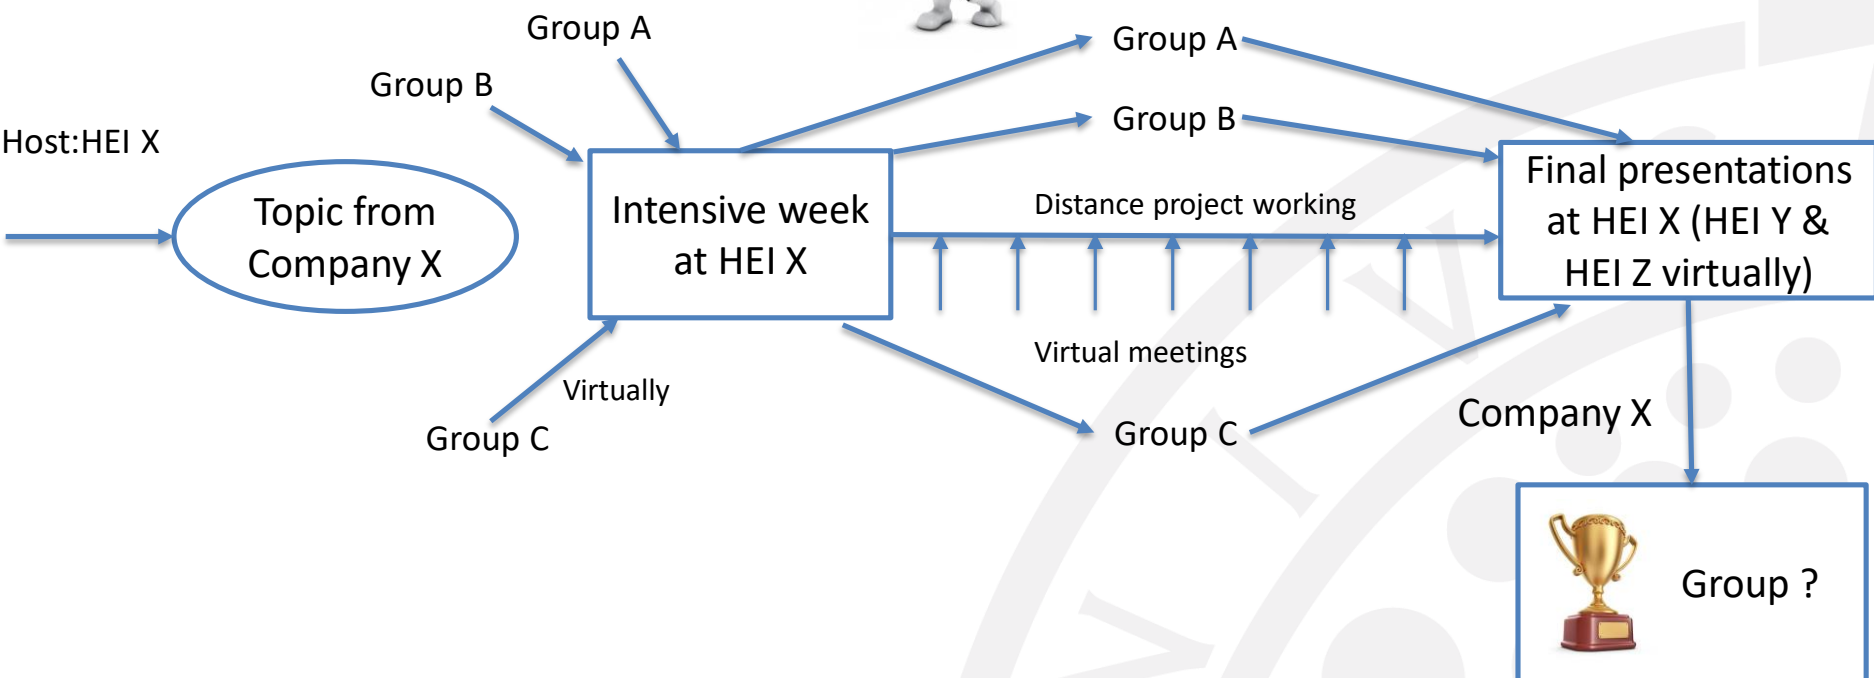 Group A
Group B
Host:HEI X
Topic from
Company X
Intensive week
at HEI X
Virtually
Group C
Group A
Group B
Distance project working
Virtual meetings
Group C
Final presentations
at HEI X (HEI Y &
HEI Z virtually)
Company X
Group ?